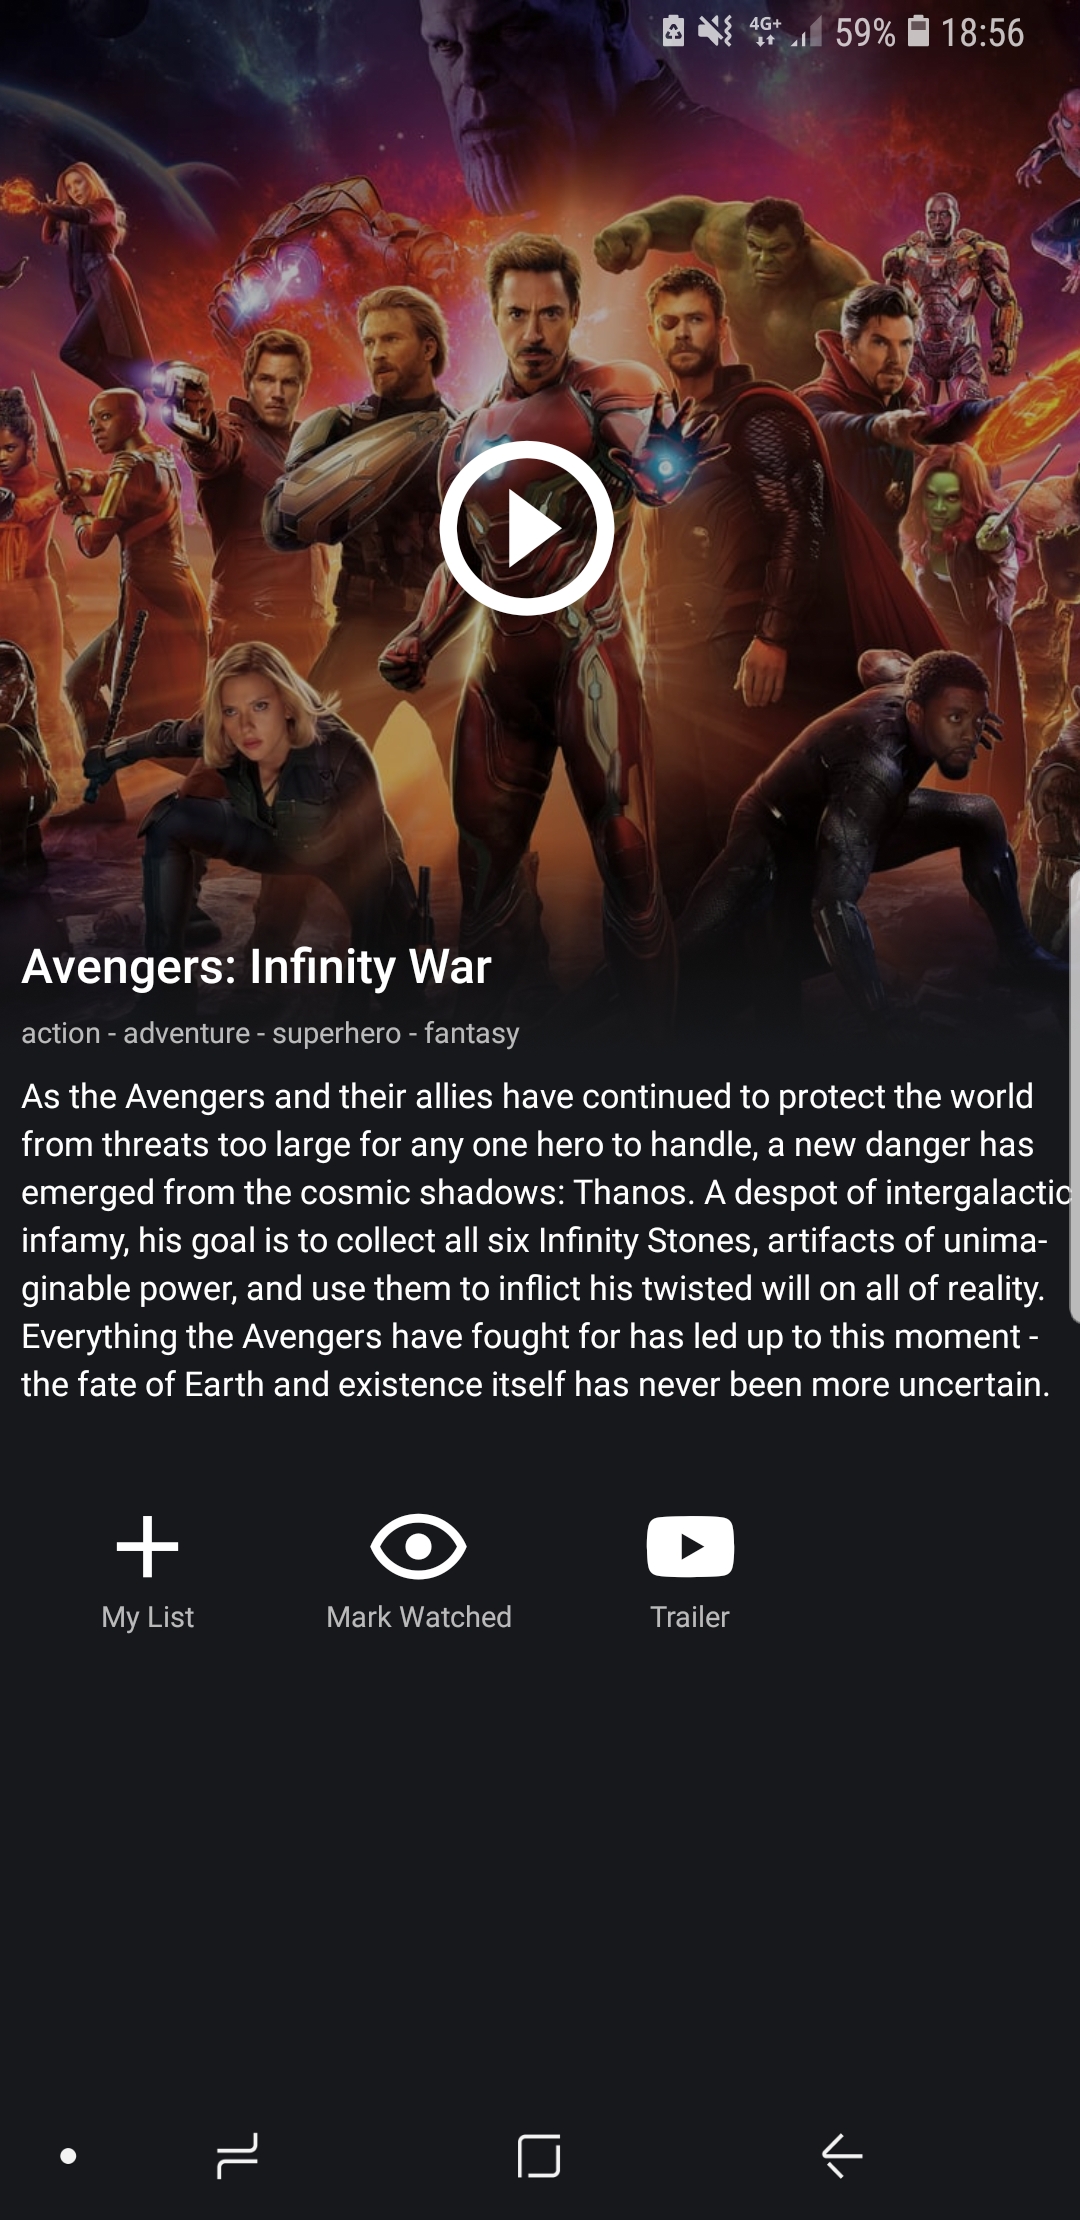 4G+ 59% 18:56
Avengers: Infinity War
action - adventure - superhero - fantasy
As the Avengers and their allies have continued to protect the world
from threats too large for any one hero to handle, a new danger has
emerged from the cosmic shadows: Thanos. A despot of intergalactic
infamy, his goal is to collect all six Infinity Stones, artifacts of unima-
ginable power, and use them to inflict his twisted will on all of reality.
Everything the Avengers have fought for has led up to this moment -
the fate of Earth and existence itself has never been more uncertain.
My List
Mark Watched
Trailer